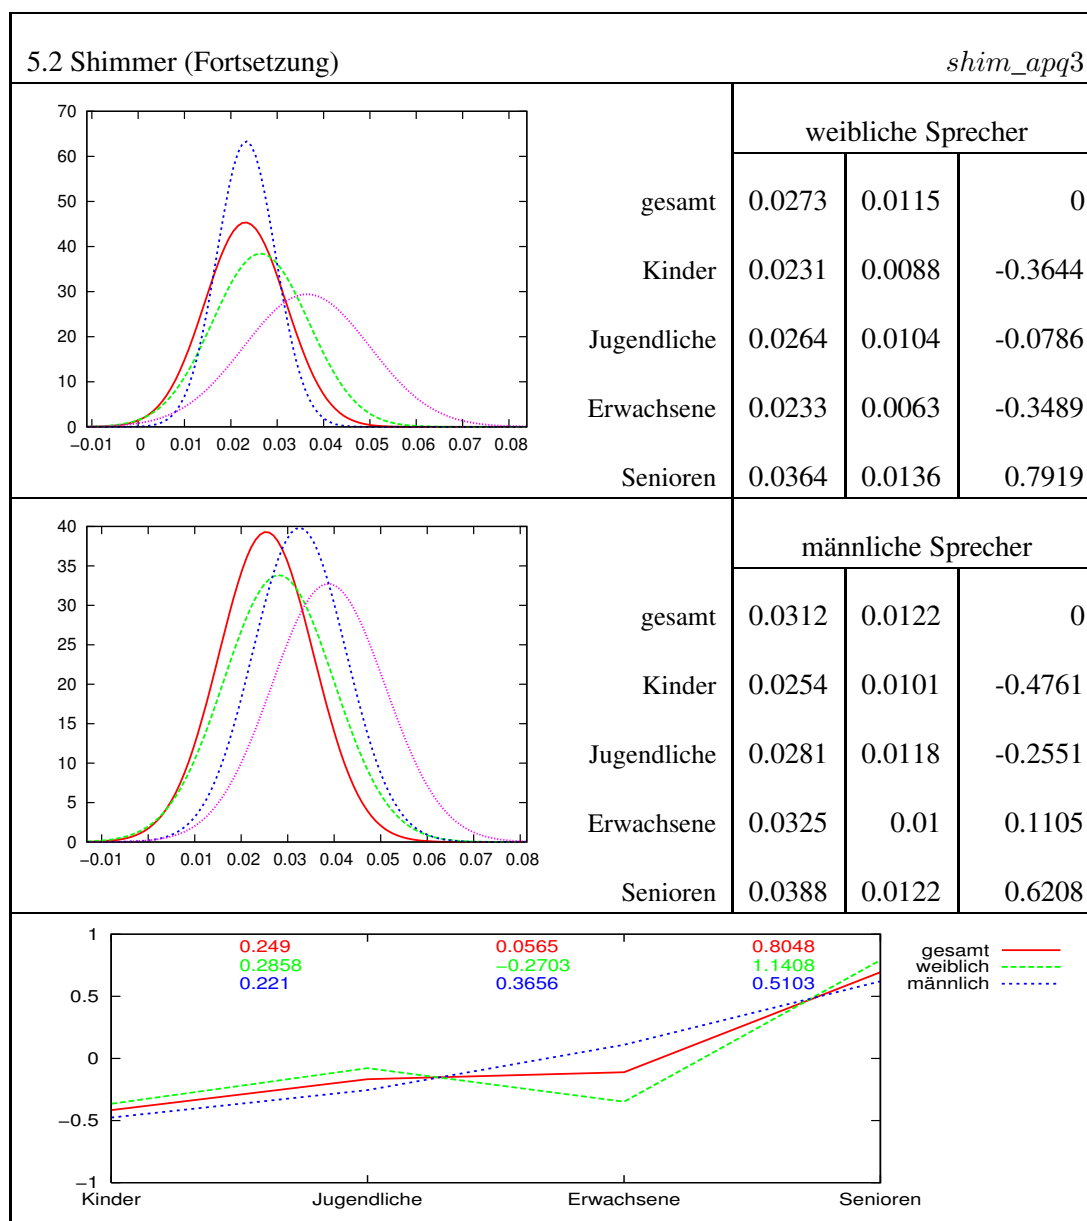 5.2 Shimmer (Fortsetzung) shim_apq3
70
60
50
40
30
20
10
0
−0.01 0 0.01 0.02 0.03 0.04 0.05 0.06 0.07 0.08
weibliche Sprecher
gesamt 0.0273 0.0115 0
Kinder 0.0231 0.0088 -0.3644
Jugendliche 0.0264 0.0104 -0.0786
Erwachsene 0.0233 0.0063 -0.3489
Senioren 0.0364 0.0136 0.7919
40
35
30
25
20
15
10
5
0
−0.01 0 0.01 0.02 0.03 0.04 0.05 0.06 0.07 0.08
männliche Sprecher
gesamt 0.0312 0.0122 0
Kinder 0.0254 0.0101 -0.4761
Jugendliche 0.0281 0.0118 -0.2551
Erwachsene 0.0325 0.01 0.1105
Senioren 0.0388 0.0122 0.6208
1
0.5
0
−0.5
−1
0.249 0.0565 0.8048
0.2858 −0.2703 1.1408
0.221 0.3656 0.5103
gesamt
weiblich
männlich
Kinder Jugendliche Erwachsene Senioren